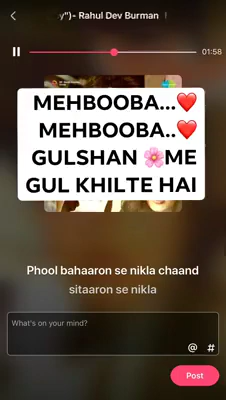 y")- Rahul Dev Burman
01:58
MEHBOOBA...❤️
MEHBOOBA..❤️
GULSHAN 🌸ME
GUL KHILTE HAI
Phool bahaaron se nikla chaand
sitaaron se nikla
What's on your mind?
@ #
Post